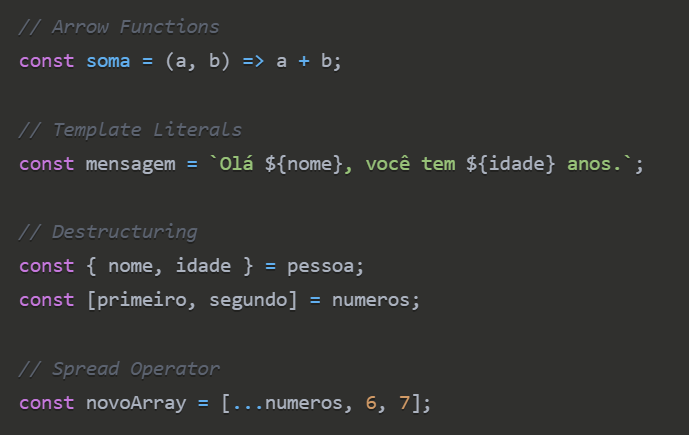 // Arrow Functions
const soma = (a, b) => a + b;
// Template Literals
const mensagem = `Olá ${nome}, você tem ${idade} anos.`;
// Destructuring
const { nome, idade } = pessoa;
const [primeiro, segundo] = numeros;
// Spread Operator
const novoArray = [...numeros, 6, 7];